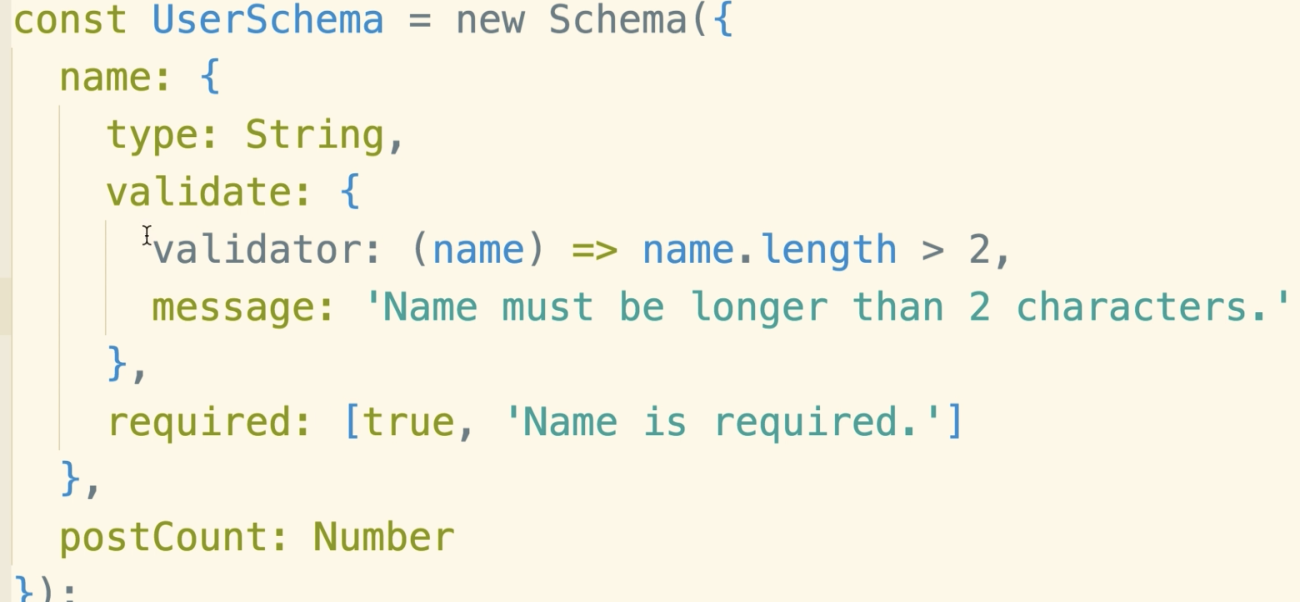 const UserSchema = new Schema({
  name: {
    type: String,
    validate: {
      validator: (name) => name.length > 2,
      message: 'Name must be longer than 2 characters.'
    },
    required: [true, 'Name is required.']
  },
  postCount: Number
});